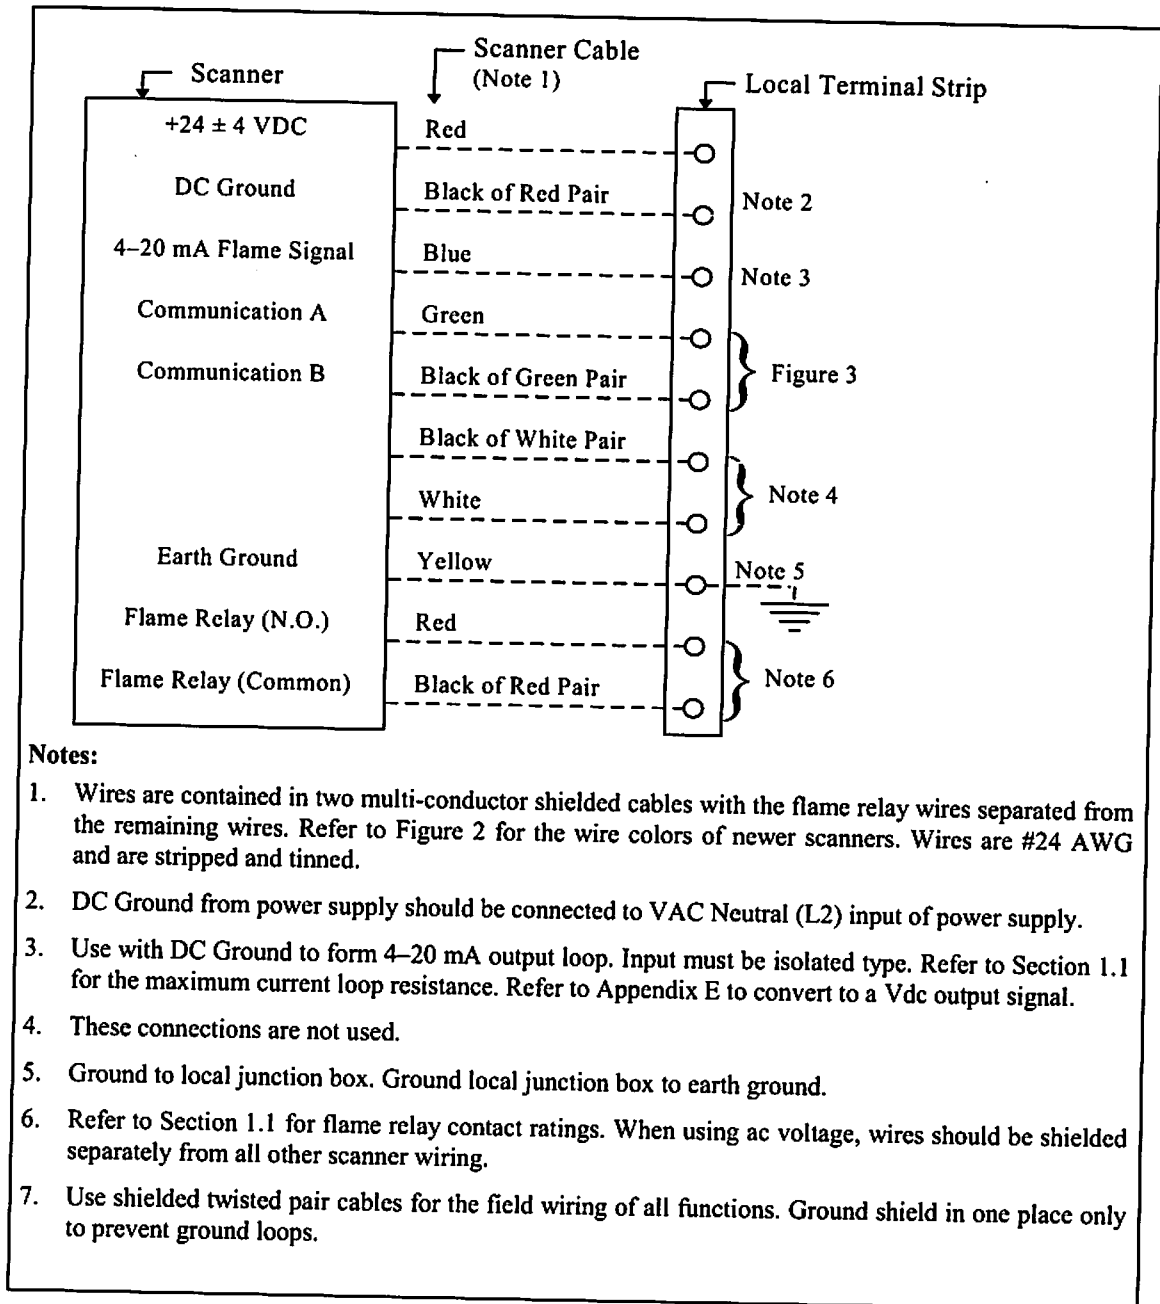 Scanner
Scanner Cable
(Note 1)
Local Terminal Strip
+24 ± 4 VDC
Red
DC Ground
Black of Red Pair
Note 2
4–20 mA Flame Signal
Blue
Note 3
Communication A
Green
Communication B
Black of Green Pair
Figure 3
Black of White Pair
White
Note 4
Earth Ground
Yellow
Note 5
Flame Relay (N.O.)
Red
Flame Relay (Common)
Black of Red Pair
Note 6
Notes:
1. Wires are contained in two multi-conductor shielded cables with the flame relay wires separated from
the remaining wires. Refer to Figure 2 for the wire colors of newer scanners. Wires are #24 AWG
and are stripped and tinned.
2. DC Ground from power supply should be connected to VAC Neutral (L2) input of power supply.
3. Use with DC Ground to form 4–20 mA output loop. Input must be isolated type. Refer to Section 1.1
for the maximum current loop resistance. Refer to Appendix E to convert to a Vdc output signal.
4. These connections are not used.
5. Ground to local junction box. Ground local junction box to earth ground.
6. Refer to Section 1.1 for flame relay contact ratings. When using ac voltage, wires should be shielded
separately from all other scanner wiring.
7. Use shielded twisted pair cables for the field wiring of all functions. Ground shield in one place only
to prevent ground loops.